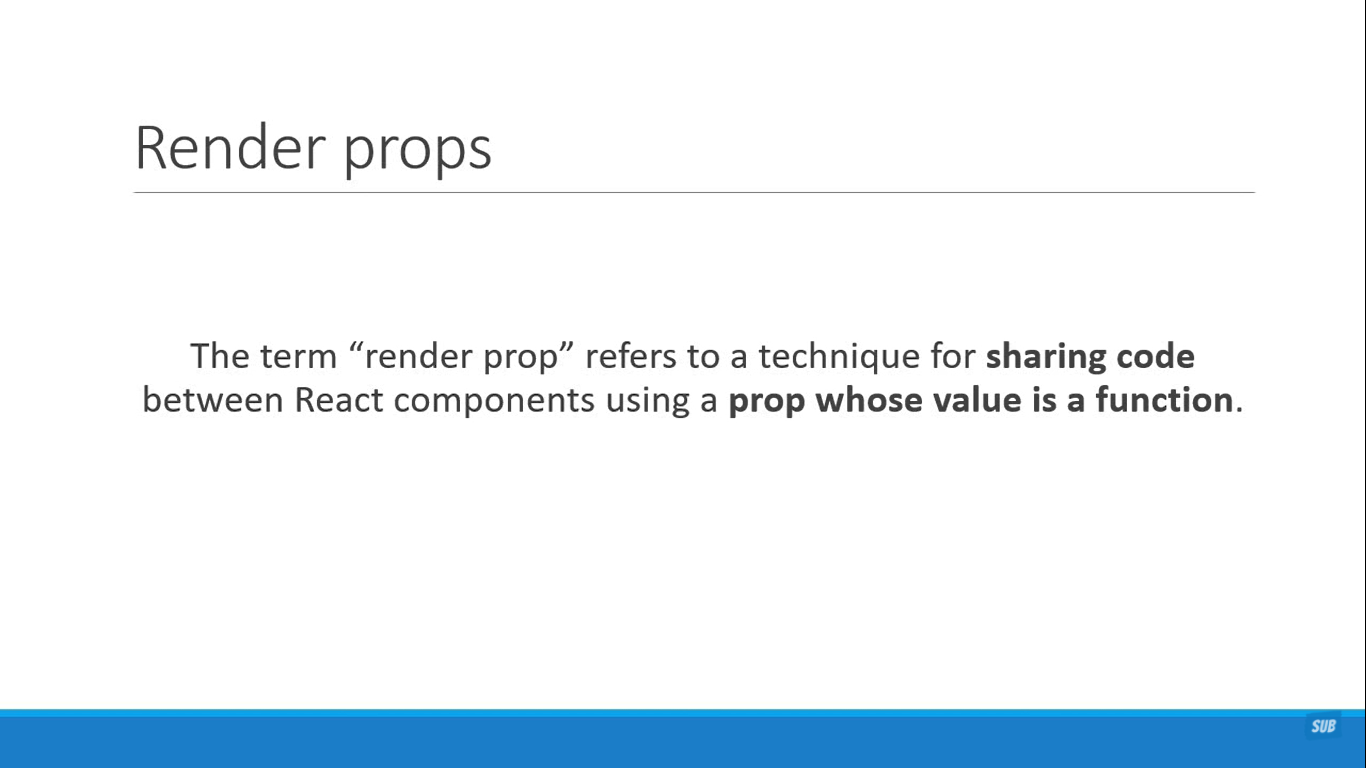 Render props
The term “render prop” refers to a technique for sharing code
between React components using a prop whose value is a function.
SUB